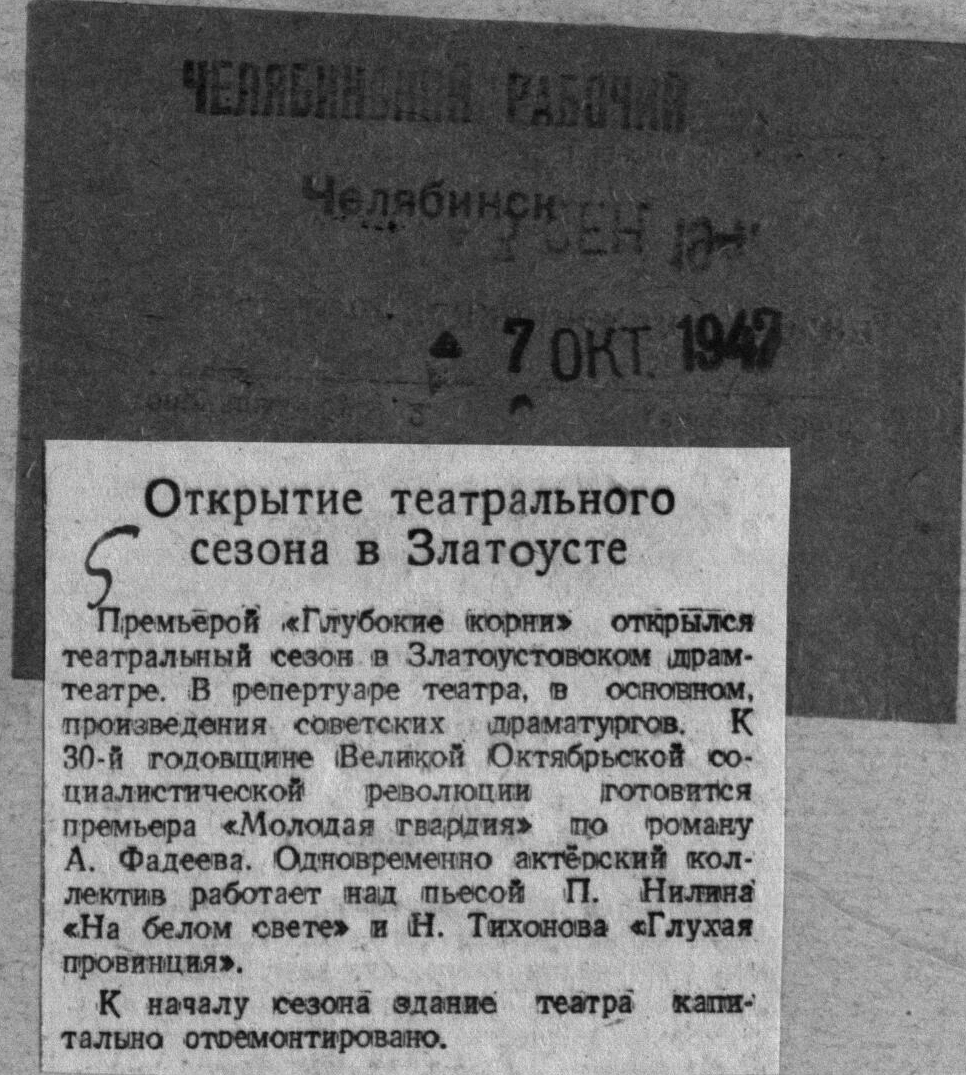 ЧЕЛЯБИНСКИЙ РАБОЧИЙ
Челябинск
СЕН
7 ОКТ. 1947
Открытие театрального
сезона в Златоусте
Премьерой «Глубокие корни» открылся
театральный сезон в Златоустовском драм-
театре. В репертуаре театра, в основном,
произведения советских драматургов. К
30-й годовщине Великой Октябрьской со-
циалистической революции готовится
премьера «Молодая гвардия» по роману
А. Фадеева. Одновременно актёрский кол-
лектив работает над пьесой П. Нилина
«На белом свете» и Н. Тихонова «Глухая
провинция».
К началу сезона здание театра капи-
тально отремонтировано.